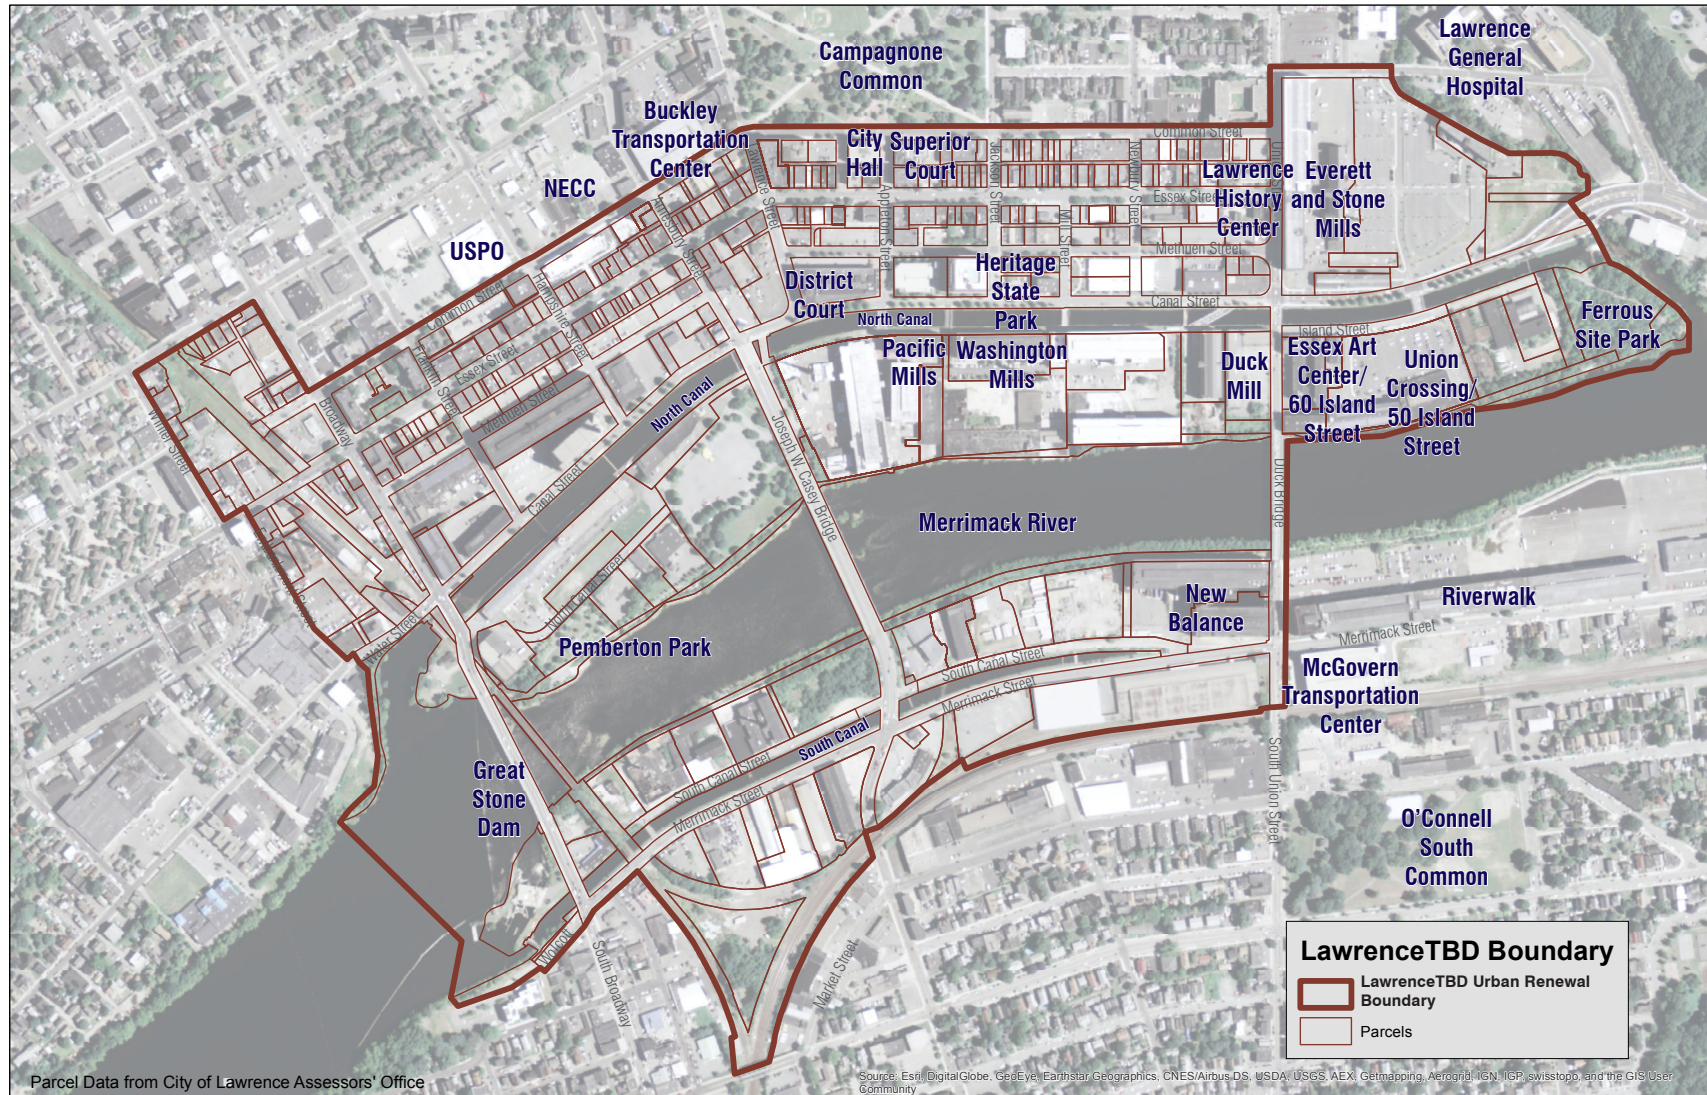 Lawrence
General
Hospital
Campagnone
Common
Buckley
Transportation
Center
City
Hall
Superior
Court
Common Street
NECC
Lawrence Street
Jackson Street
Newbury Street
Lawrence
History
Center
Everett
and Stone
Mills
Essex Street
Amesbury Street
Appleton Street
Mill Street
USPO
Methuen Street
District
Court
Heritage
State
Park
Canal Street
North Canal
Common Street
Hampshire Street
Ferrous
Site Park
Island Street
Pacific
Mills
Washington
Mills
Duck
Mill
Essex Art
Center/
60 Island
Street
Union
Crossing/
50 Island
Street
Essex Street
Franklin Street
Methuen Street
North Canal
Broadway
Winter Street
Joseph W. Casey Bridge
Duck Bridge
Canal Street
Merrimack River
North Canal Street
Water Street
Pemberton Park
New
Balance
Riverwalk
Merrimack Street
South Canal Street
Merrimack Street
McGovern
Transportation
Center
South Canal
South Canal Street
Merrimack Street
Great
Stone
Dam
South Union Street
O'Connell
South
Common
Wolcott
South Broadway
Market Street
LawrenceTBD Boundary
LawrenceTBD Urban Renewal
Boundary
Parcels
Parcel Data from City of Lawrence Assessors' Office
Source: Esri, DigitalGlobe, GeoEye, Earthstar Geographics, CNES/Airbus DS, USDA, USGS, AEX, Getmapping, Aerogrid, IGN, IGP, swisstopo, and the GIS User
Community